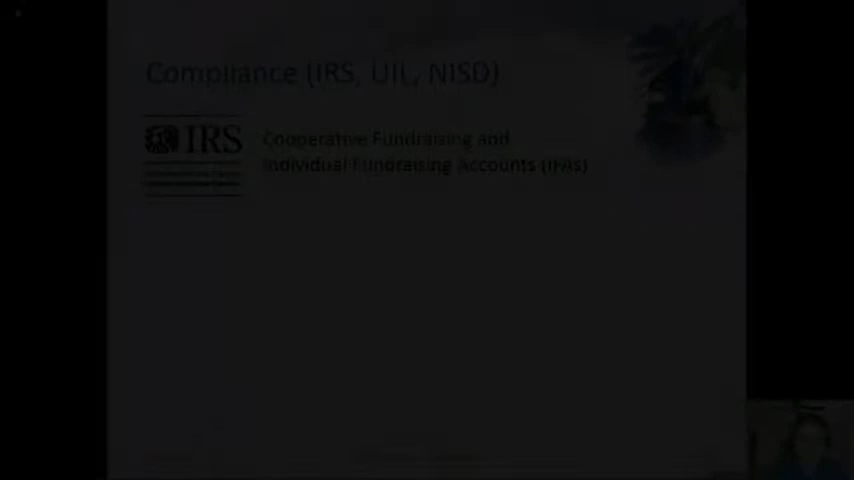 Compliance (IRS, UIL, NISD)
IRS
Cooperative Fundraising and
Individual Fundraising Accounts (IFAs)